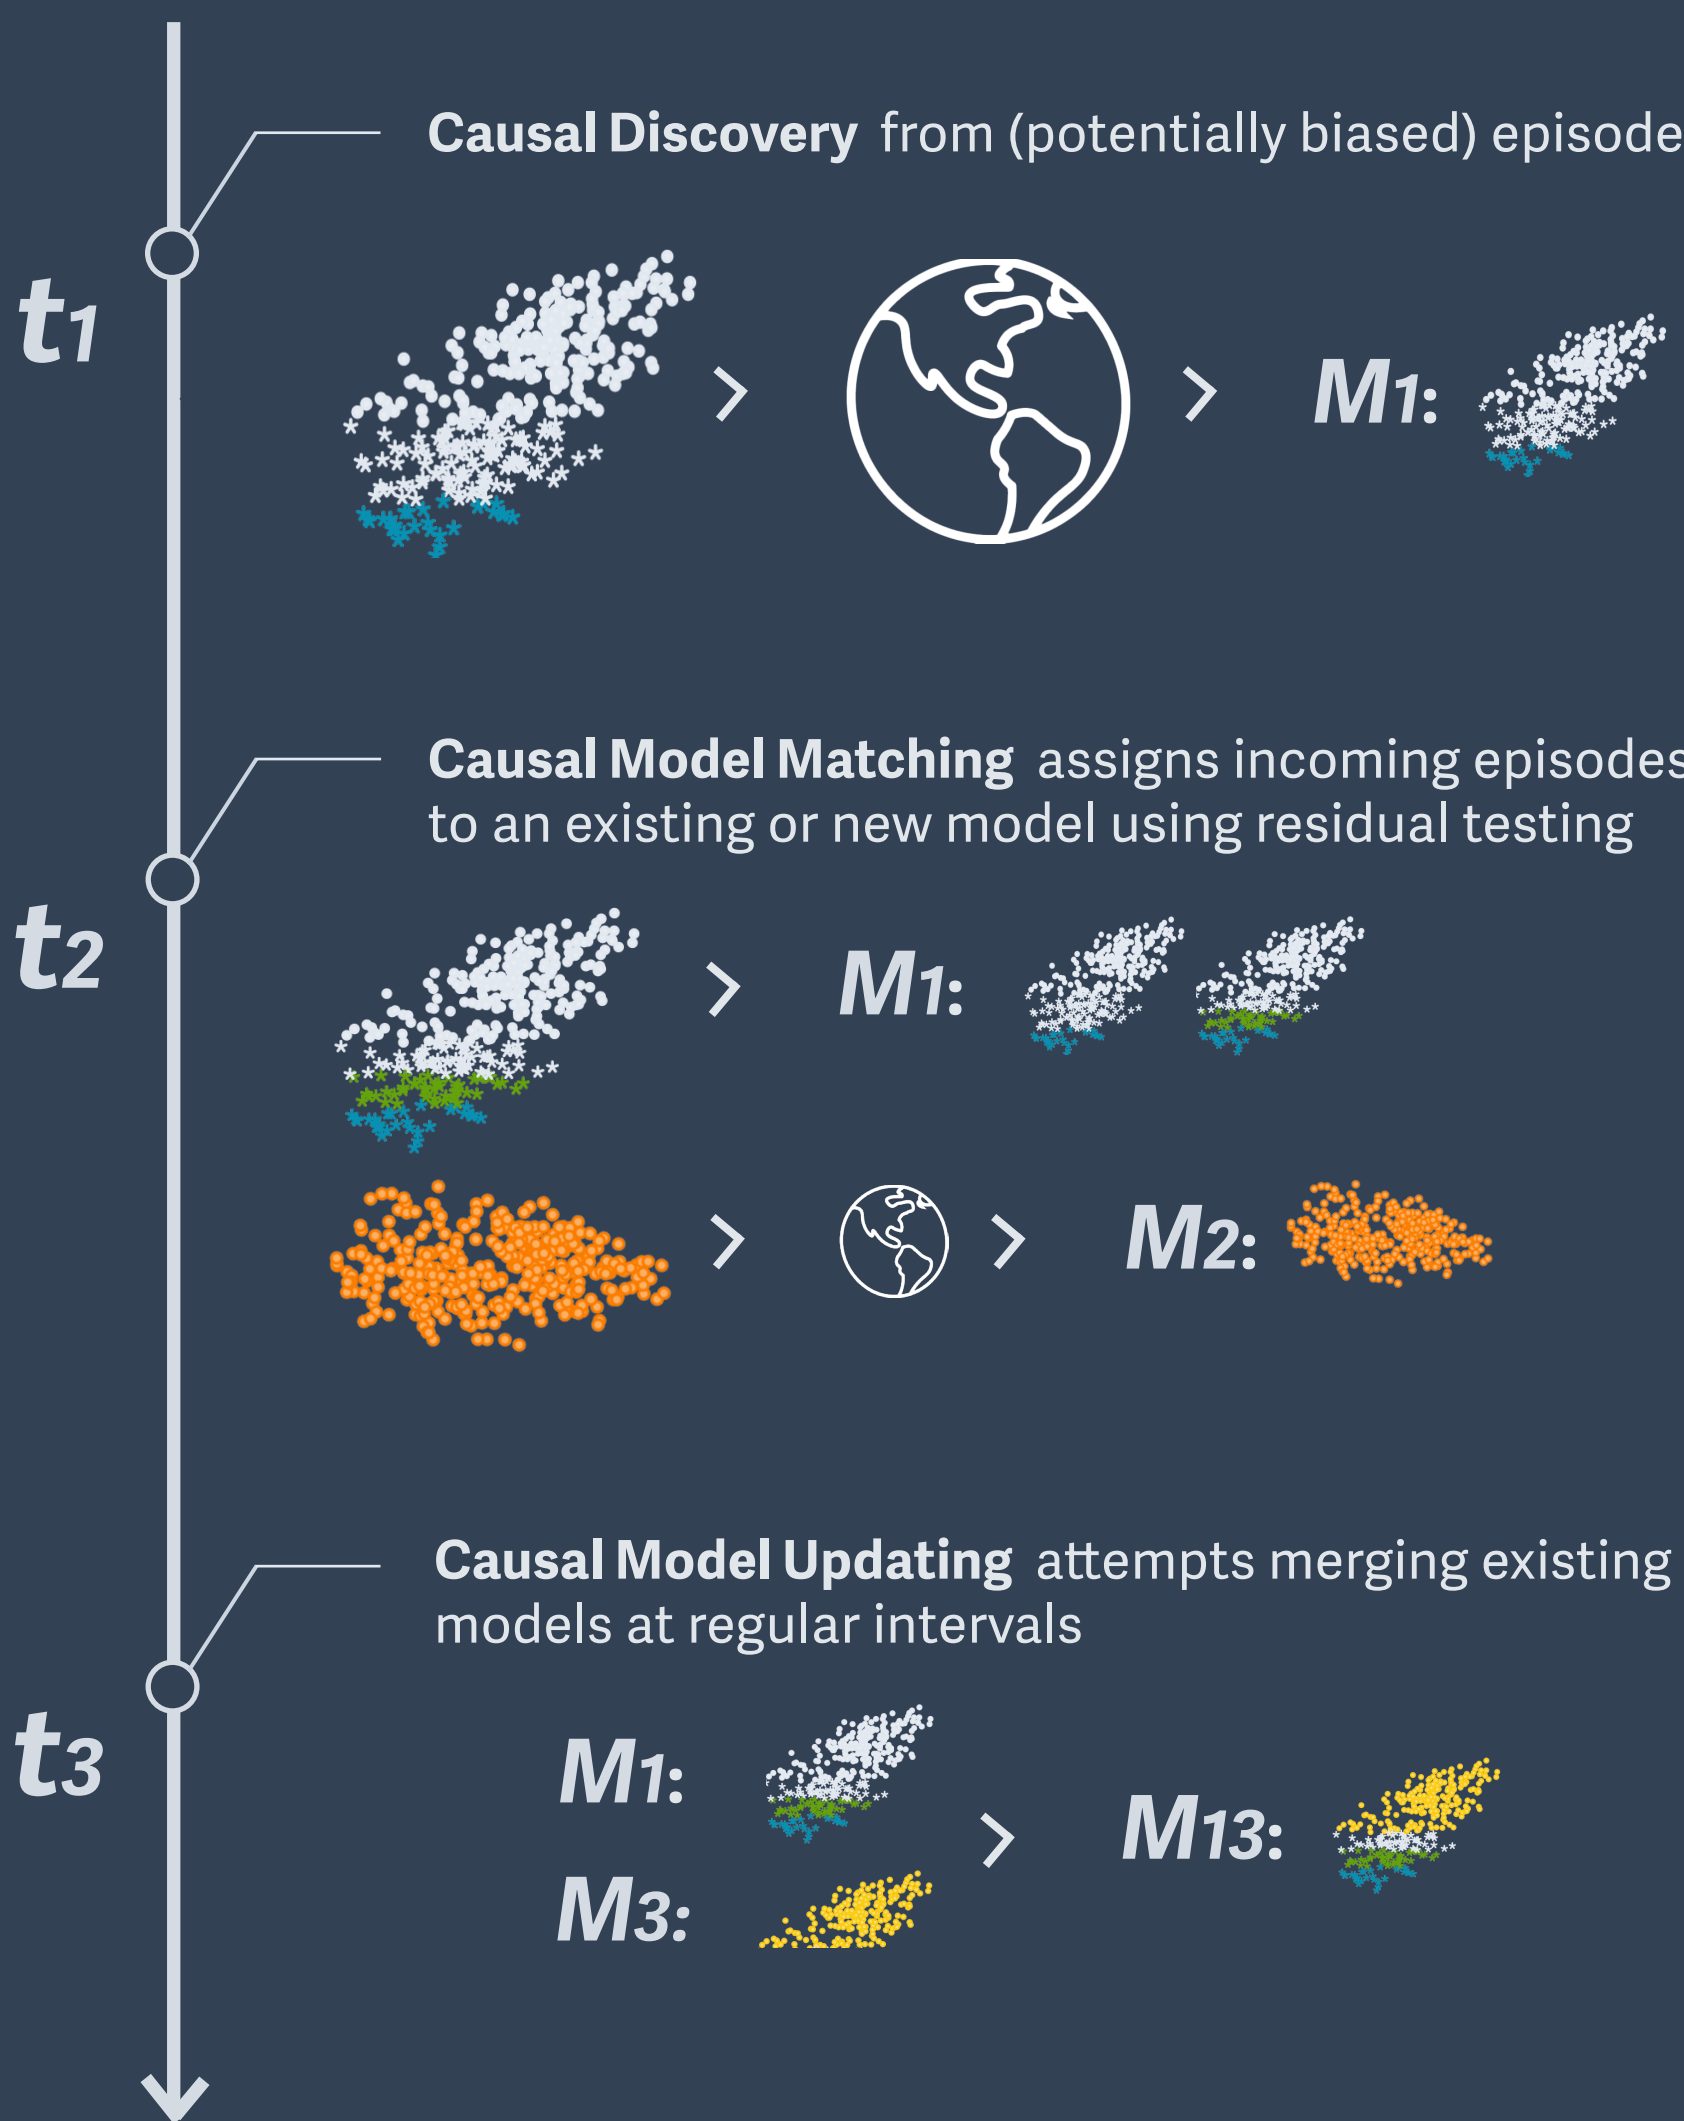 Causal Discovery from (potentially biased) episode
t1
M1:
Causal Model Matching assigns incoming episodes
to an existing or new model using residual testing
t2
M1:
M2:
Causal Model Updating attempts merging existing
models at regular intervals
t3
M1:
M13:
M3: